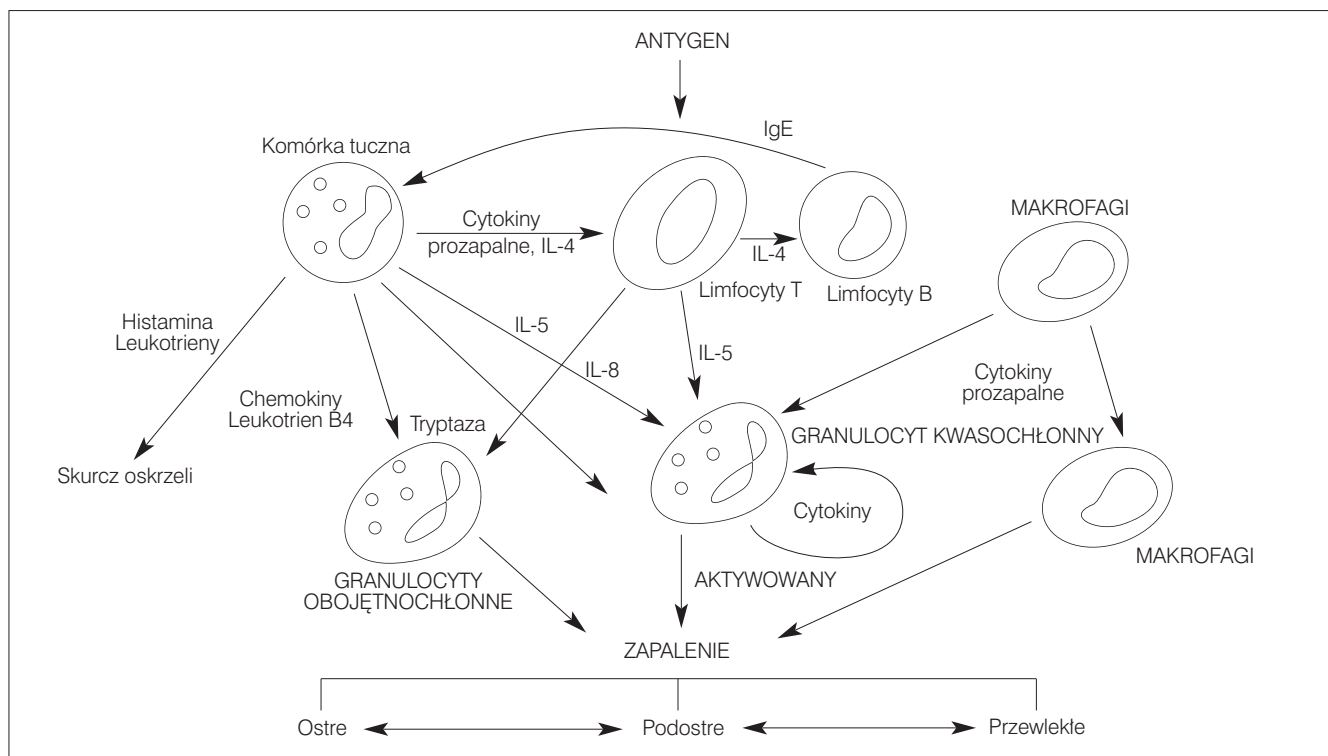 ANTYGEN
IgE
Komórka tuczna
MAKROFAGI
Cytokiny
prozapalne, IL-4
IL-4
Limfocyty T
Limfocyty B
Histamina
Leukotrieny
IL-5
IL-5
IL-8
Cytokiny
prozapalne
Chemokiny
Leukotrien B4
Tryptaza
GRANULOCYT KWASOCHŁONNY
Skurcz oskrzeli
Cytokiny
MAKROFAGI
GRANULOCYTY
OBOJĘTNOCHŁONNE
AKTYWOWANY
ZAPALENIE
Ostre
Podostre
Przewlekłe